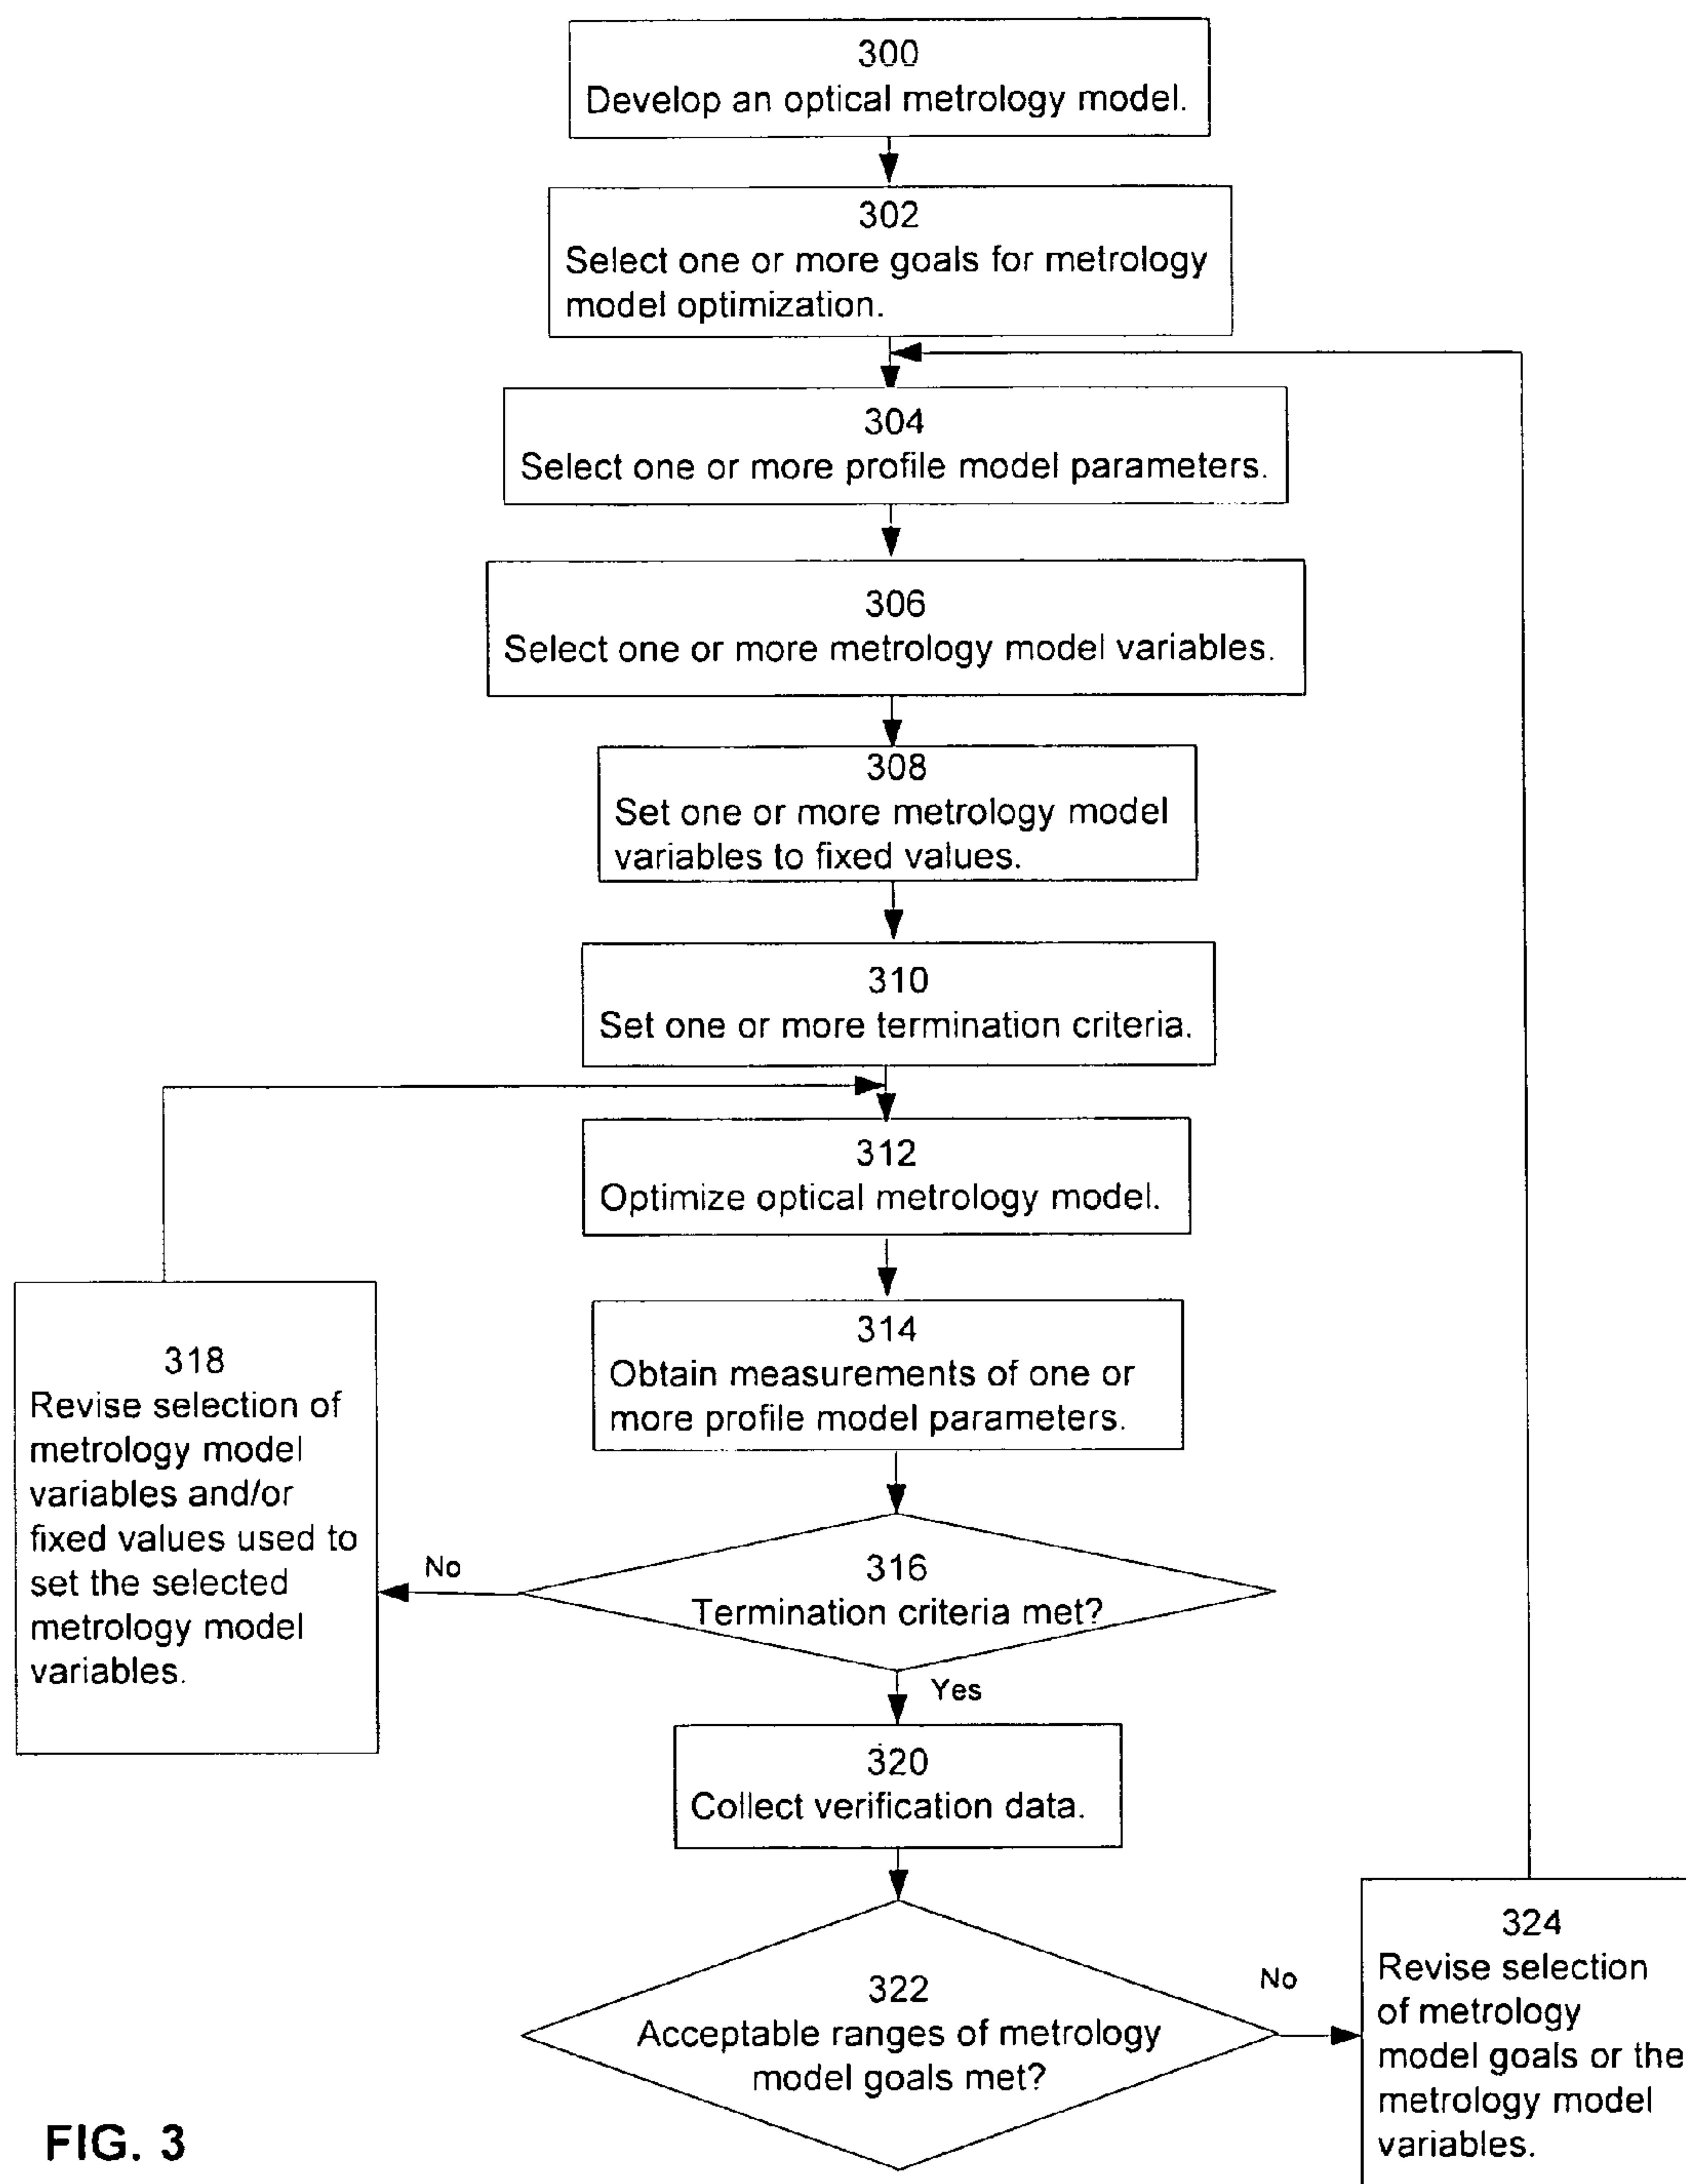 300
Develop an optical metrology model.
302
Select one or more goals for metrology
model optimization.
304
Select one or more profile model parameters.
306
Select one or more metrology model variables.
308
Set one or more metrology model
variables to fixed values.
310
Set one or more termination criteria.
312
Optimize optical metrology model.
314
Obtain measurements of one or
more profile model parameters.
318
Revise selection of
metrology model
variables and/or
fixed values used to
set the selected
metrology model
variables.
No
316
Termination criteria met?
Yes
320
Collect verification data.
322
Acceptable ranges of metrology
model goals met?
No
324
Revise selection
of metrology
model goals or the
metrology model
variables.
FIG. 3